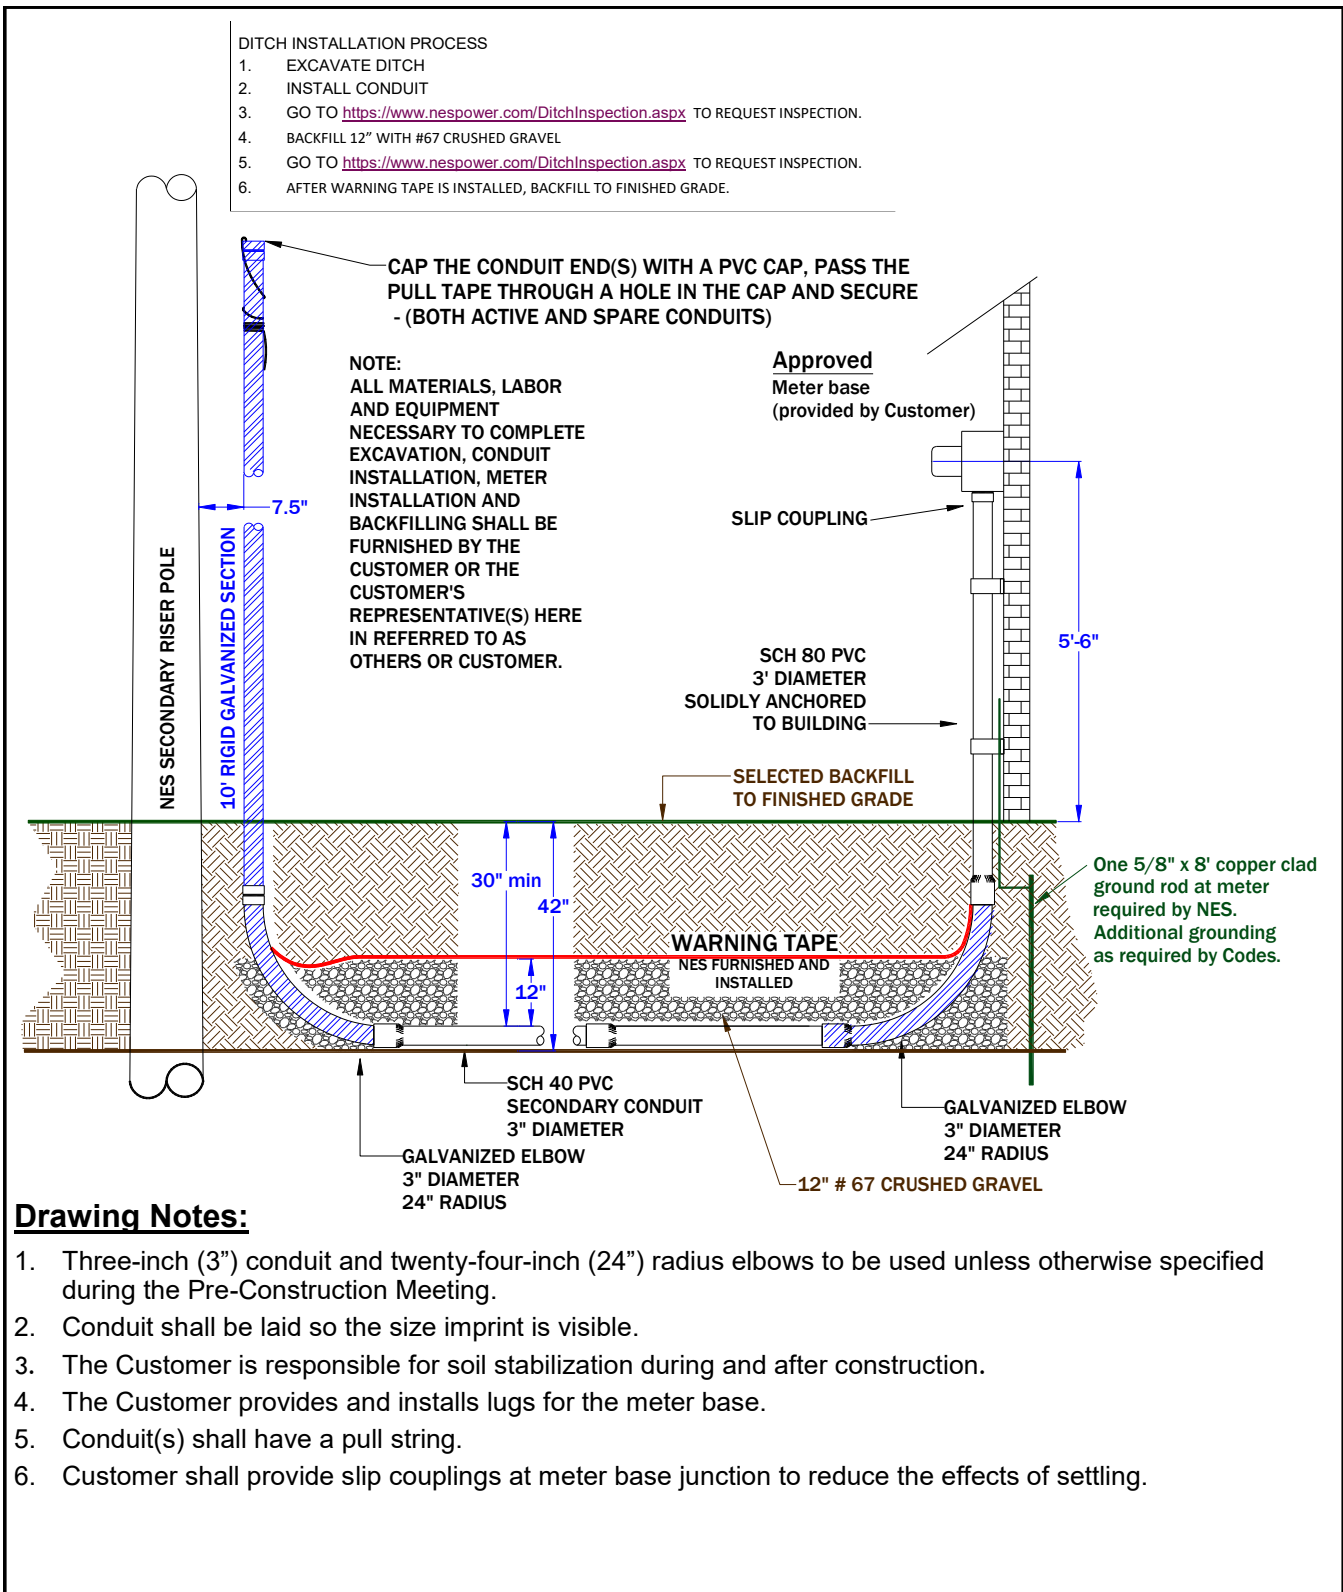 DITCH INSTALLATION PROCESS
1. EXCAVATE DITCH
2. INSTALL CONDUIT
3. GO TO https://www.nespower.com/DitchInspection.aspx TO REQUEST INSPECTION.
4. BACKFILL 12” WITH #67 CRUSHED GRAVEL
5. GO TO https://www.nespower.com/DitchInspection.aspx TO REQUEST INSPECTION.
6. AFTER WARNING TAPE IS INSTALLED, BACKFILL TO FINISHED GRADE.
CAP THE CONDUIT END(S) WITH A PVC CAP, PASS THE
PULL TAPE THROUGH A HOLE IN THE CAP AND SECURE
- (BOTH ACTIVE AND SPARE CONDUITS)
NOTE:
ALL MATERIALS, LABOR
AND EQUIPMENT
NECESSARY TO COMPLETE
EXCAVATION, CONDUIT
INSTALLATION, METER
INSTALLATION AND
BACKFILLING SHALL BE
FURNISHED BY THE
CUSTOMER OR THE
CUSTOMER'S
REPRESENTATIVE(S) HERE
IN REFERRED TO AS
OTHERS OR CUSTOMER.
Approved
Meter base
(provided by Customer)
7.5"
SLIP COUPLING
NES SECONDARY RISER POLE
10' RIGID GALVANIZED SECTION
5'-6"
SCH 80 PVC
3' DIAMETER
SOLIDLY ANCHORED
TO BUILDING
SELECTED BACKFILL
TO FINISHED GRADE
30" min
42"
12"
WARNING TAPE
NES FURNISHED AND
INSTALLED
One 5/8" x 8' copper clad
ground rod at meter
required by NES.
Additional grounding
as required by Codes.
SCH 40 PVC
SECONDARY CONDUIT
3" DIAMETER
GALVANIZED ELBOW
3" DIAMETER
24" RADIUS
GALVANIZED ELBOW
3" DIAMETER
24" RADIUS
12" # 67 CRUSHED GRAVEL
Drawing Notes:
1. Three-inch (3”) conduit and twenty-four-inch (24”) radius elbows to be used unless otherwise specified
during the Pre-Construction Meeting.
2. Conduit shall be laid so the size imprint is visible.
3. The Customer is responsible for soil stabilization during and after construction.
4. The Customer provides and installs lugs for the meter base.
5. Conduit(s) shall have a pull string.
6. Customer shall provide slip couplings at meter base junction to reduce the effects of settling.